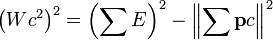 (Wc²)² = (∑ E)² − ‖∑ 𝐩c‖²